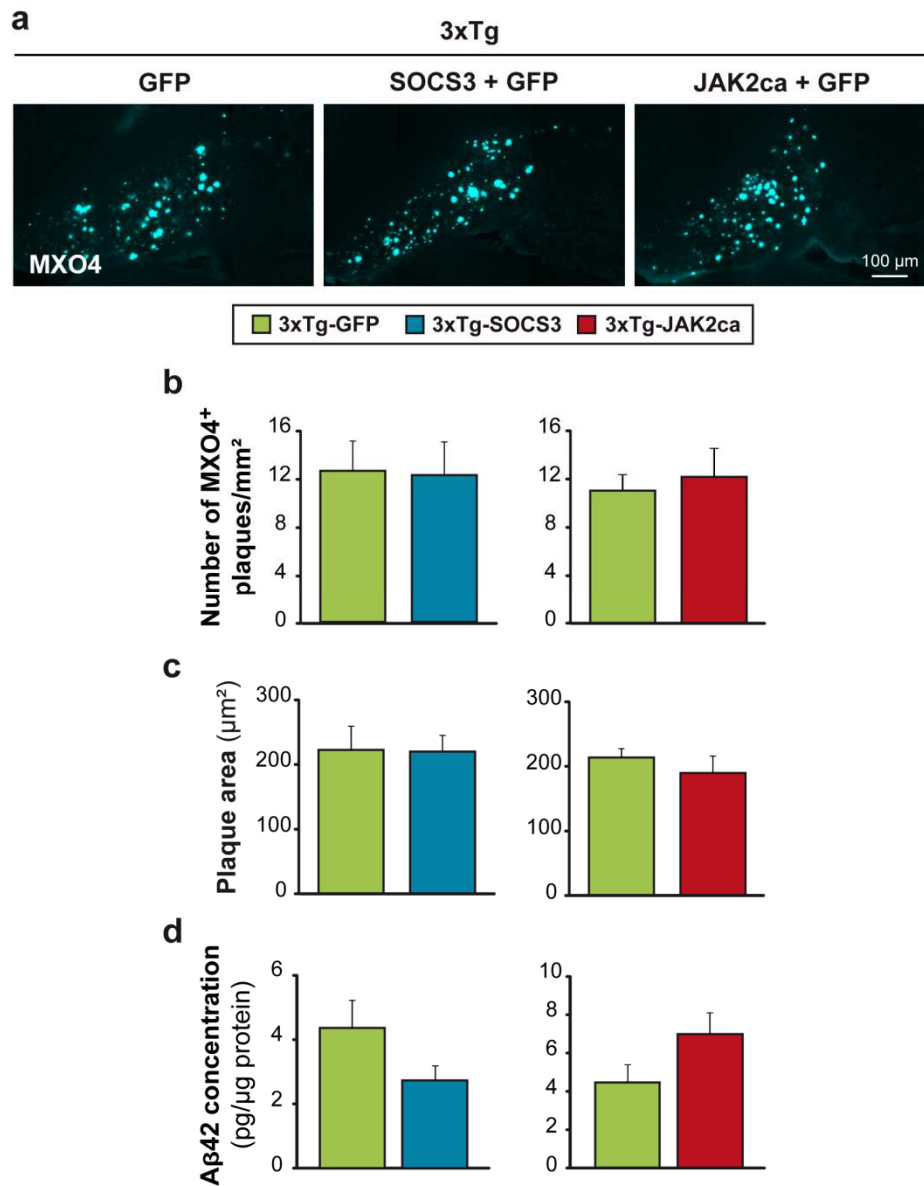 a
3xTg
GFP
SOCS3 + GFP
JAK2ca + GFP
MXO4
100 µm
3xTg-GFP 3xTg-SOCS3 3xTg-JAK2ca
b
Number of MXO4⁺
plaques/mm²
16
12
8
4
0
16
12
8
4
0
c
Plaque area (µm²)
300
200
100
0
300
200
100
0
d
Aβ42 concentration
(pg/µg protein)
6
4
2
0
10
8
6
4
2
0